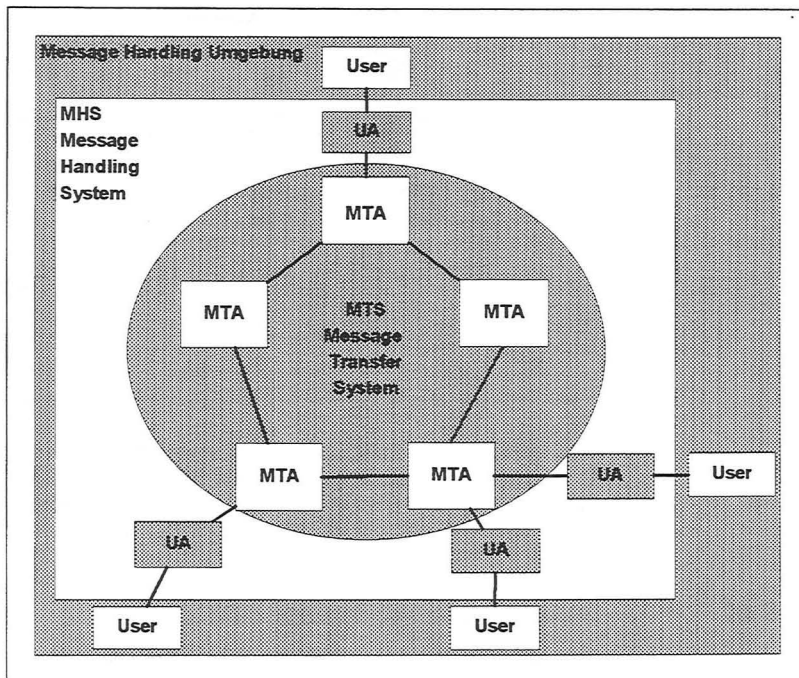 Message Handling Umgebung
User
MHS
Message
Handling
System
UA
MTA
MTA
MTA
MTS
Message
Transfer
System
MTA
MTA
UA
User
UA
UA
User
User